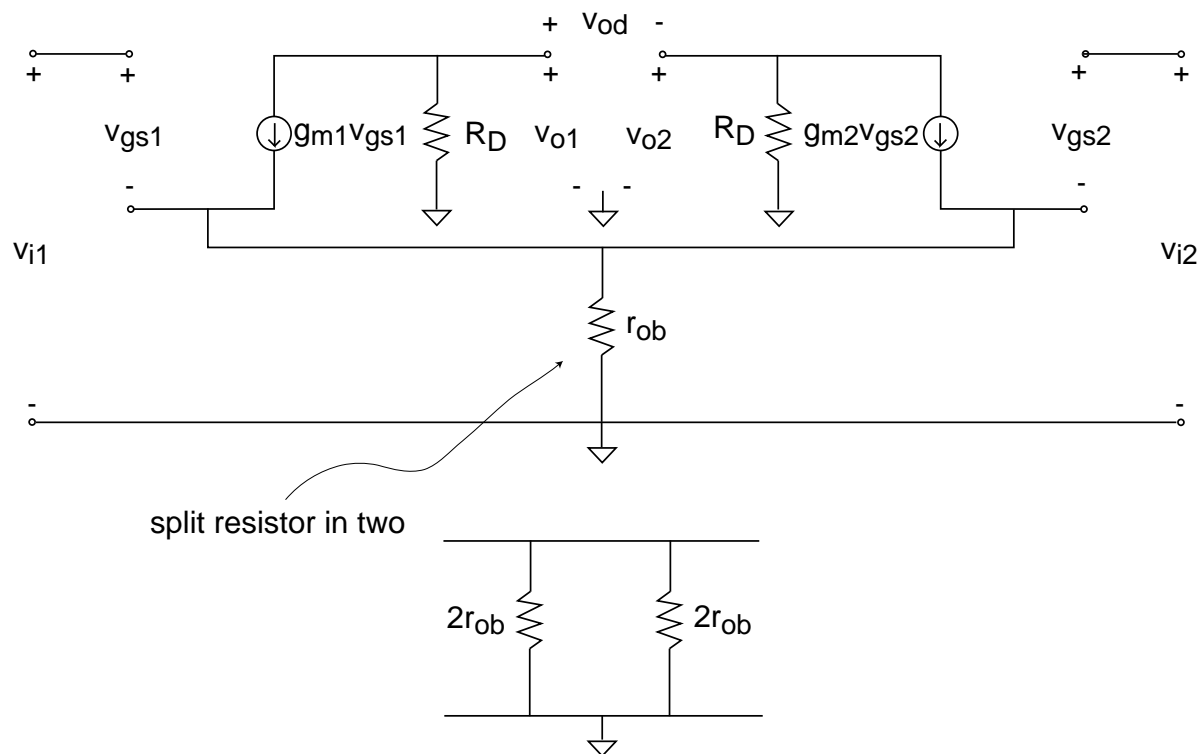 + vod -
+ + + + + +
vgs1 gm1vgs1 RD vo1 vo2 RD gm2vgs2 vgs2
- - - -
vi1 vi2
rob
- -
split resistor in two
2rob 2rob